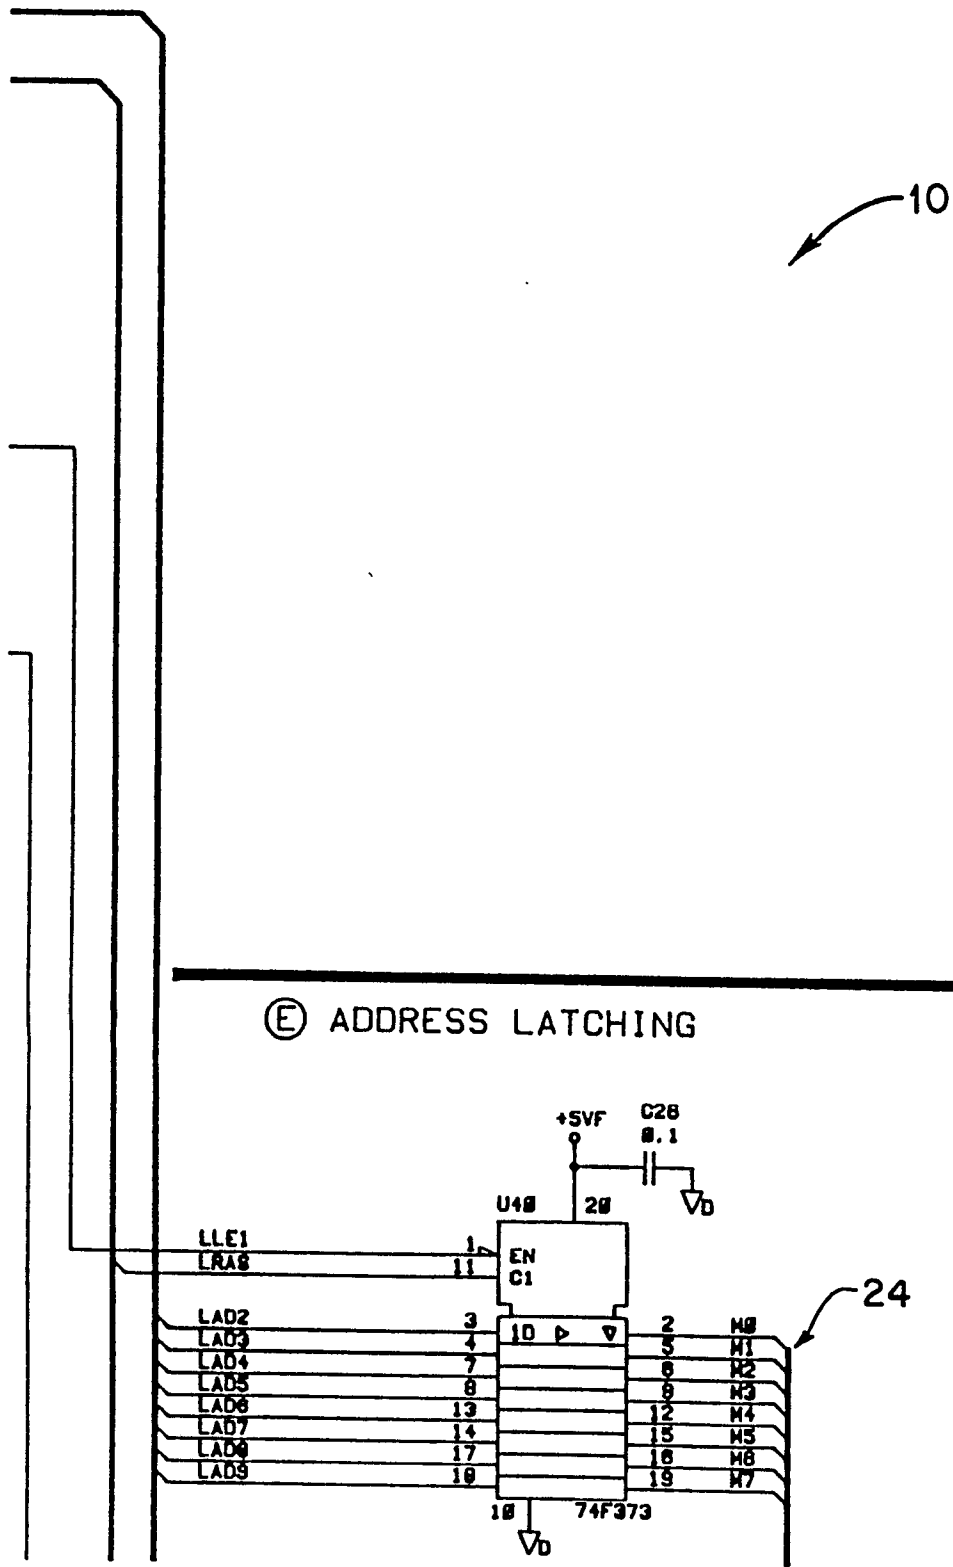 10
Ⓔ ADDRESS LATCHING
+5VF
C28
0.1
D
U40
20
LLE1
1
EN
LRAS
11
C1
24
LAD2
3
1D
2
M0
LAD3
4
5
M1
LAD4
7
6
M2
LAD5
8
9
M3
LAD6
13
12
M4
LAD7
14
15
M5
LAD8
17
16
M6
LAD9
18
19
M7
10
74F373
D